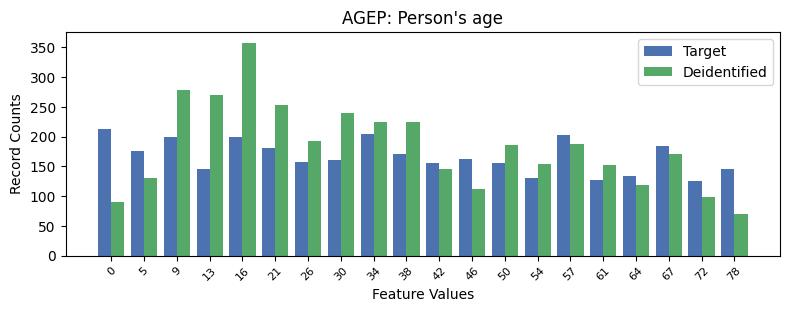 AGEP: Person's age
Target
Deidentified
Record Counts
350
300
250
200
150
100
50
0
0 5 9 13 16 21 26 30 34 38 42 46 50 54 57 61 64 67 72 78
Feature Values